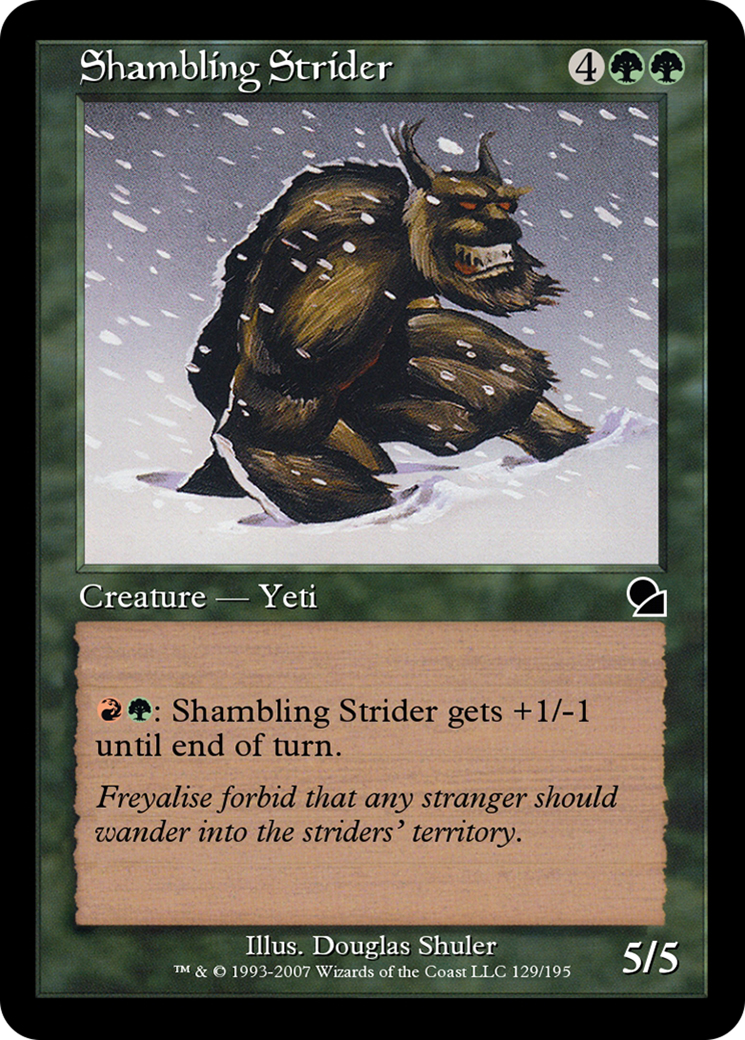 Shambling Strider 4
Creature — Yeti
: Shambling Strider gets +1/-1
until end of turn.
Freyalise forbid that any stranger should
wander into the striders’ territory.
Illus. Douglas Shuler
™ & © 1993-2007 Wizards of the Coast LLC 129/195
5/5